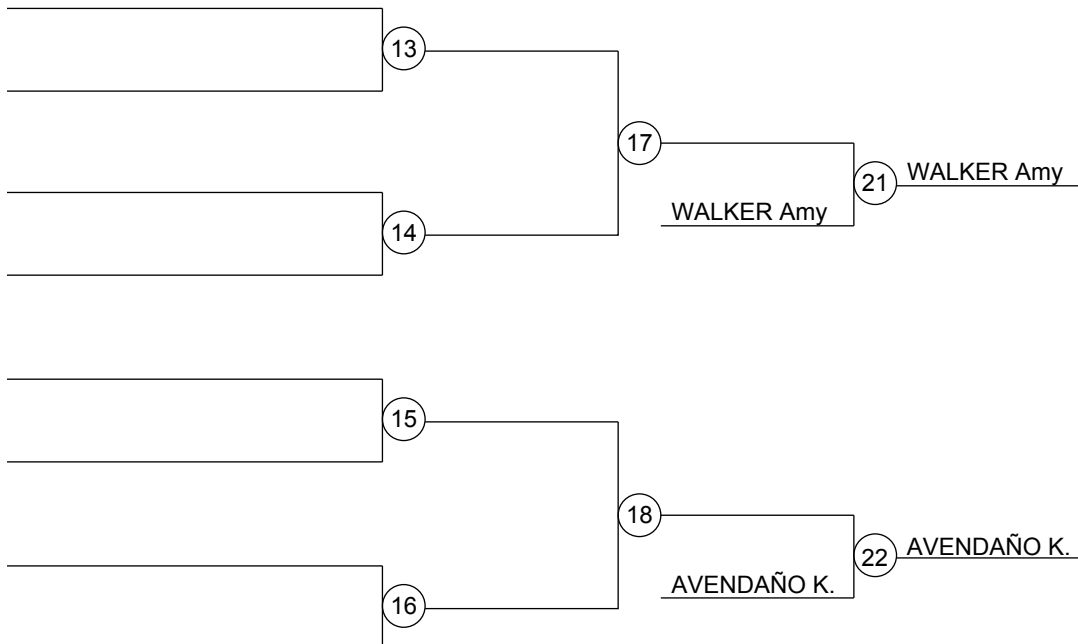 13
17
21 WALKER Amy
WALKER Amy
14
15
18
22 AVENDAÑO K.
AVENDAÑO K.
16